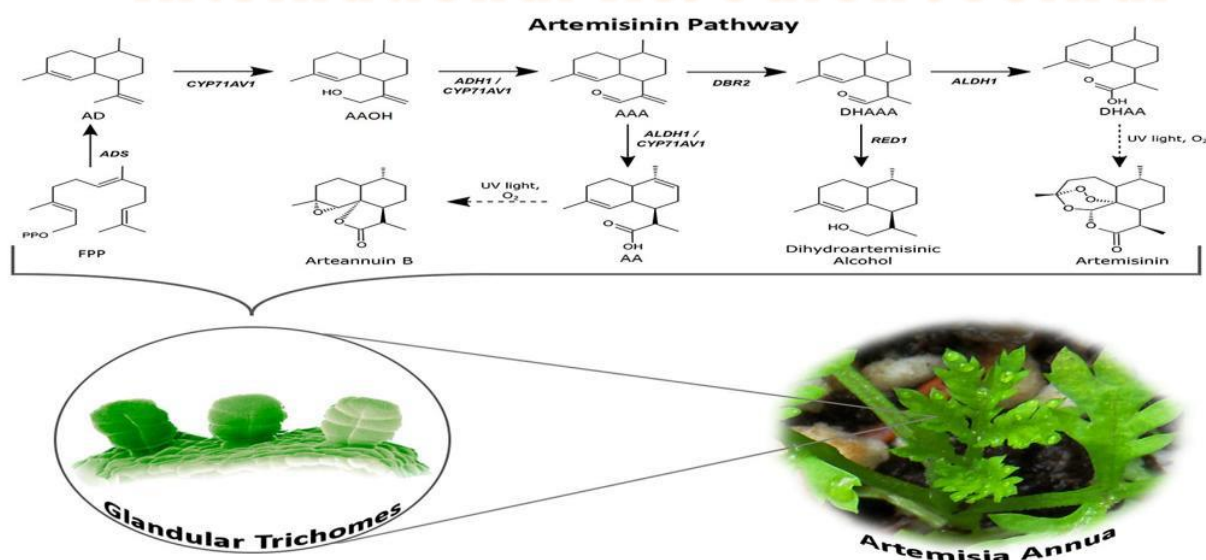 Artemisinin Pathway
CYP71AV1
ADH1 /
CYP71AV1
DBR2
ALDH1
HO
O
O
O
OH
AD
AAOH
AAA
DHAAA
DHAA
ADS
ALDH1 /
CYP71AV1
RED1
UV light, O₂
UV light,
O₂
PPO
FPP
O
O
O
Arteannuin B
O
OH
AA
HO
Dihydroartemisinic
Alcohol
O
O
O
O
O
Artemisinin
Glandular Trichomes
Artemisia Annua